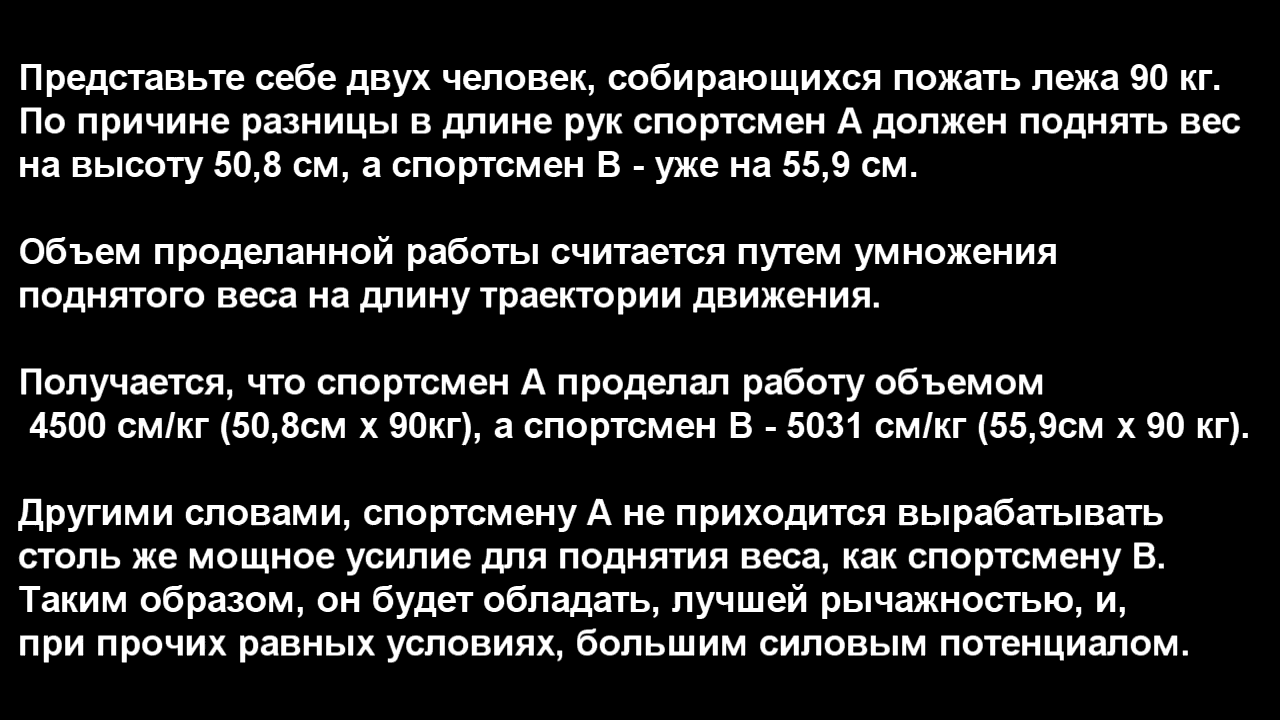 Представьте себе двух человек, собирающихся пожать лежа 90 кг.
По причине разницы в длине рук спортсмен А должен поднять вес
на высоту 50,8 см, а спортсмен В - уже на 55,9 см.
Объем проделанной работы считается путем умножения
поднятого веса на длину траектории движения.
Получается, что спортсмен А проделал работу объемом
4500 см/кг (50,8см х 90кг), а спортсмен В - 5031 см/кг (55,9см х 90 кг).
Другими словами, спортсмену А не приходится вырабатывать
столь же мощное усилие для поднятия веса, как спортсмену В.
Таким образом, он будет обладать, лучшей рычажностью, и,
при прочих равных условиях, большим силовым потенциалом.